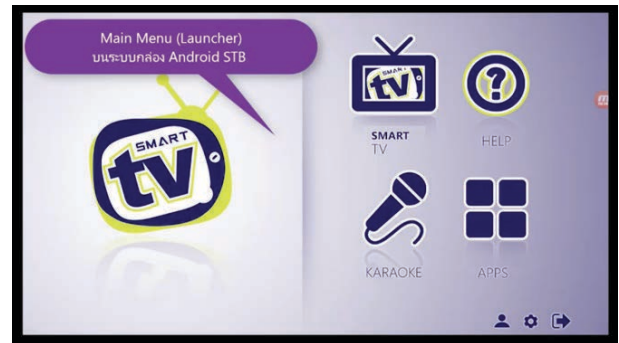 Main Menu (Launcher)
บนระบบกล่อง Android STB
SMART
tv
SMART
tv
SMART
TV
HELP
KARAOKE
APPS